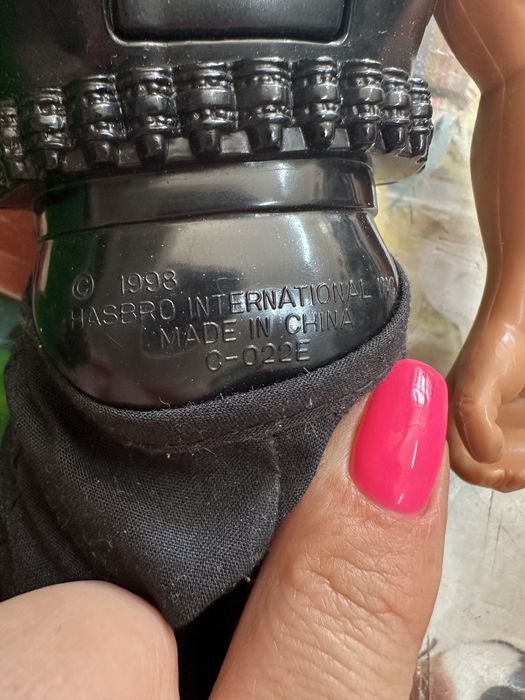 © 1998
HASBRO INTERNATIONAL
MADE IN CHINA
C-022E